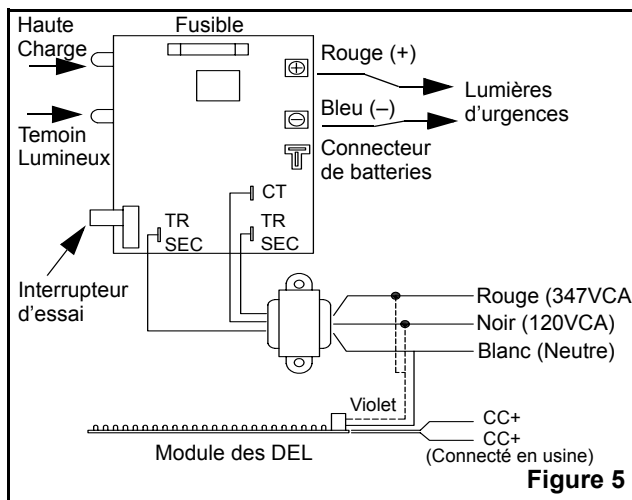 Haute
Charge
Fusible
Rouge (+)
Lumières
d'urgences
Bleu (–)
Temoin
Lumineux
Connecteur
de batteries
CT
TR
SEC
TR
SEC
Interrupteur
d'essai
Rouge (347VCA
Noir (120VCA)
Blanc (Neutre)
Violet
CC+
CC+
(Connecté en usine)
Module des DEL
Figure 5